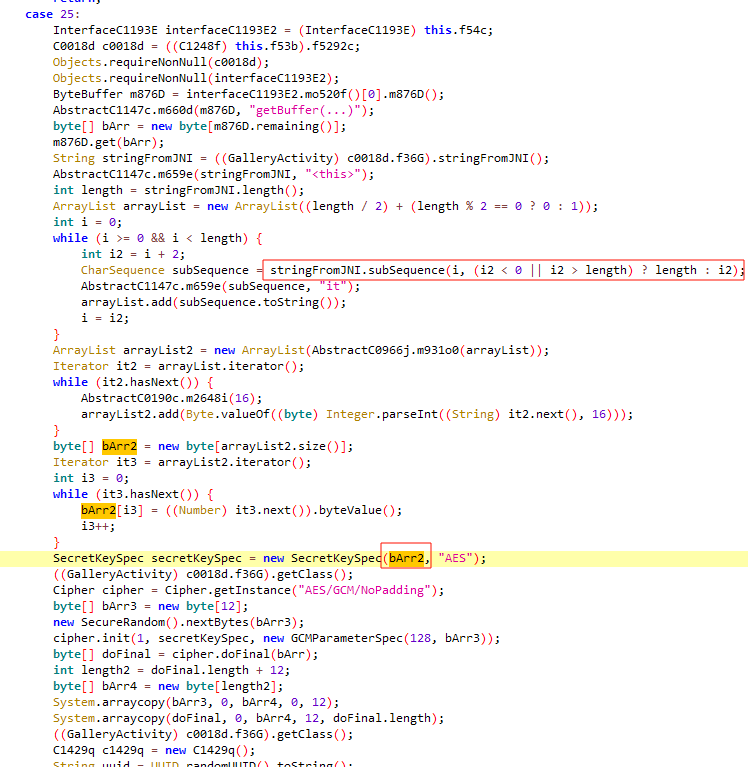 case 25:
InterfaceC1193E interfaceC1193E2 = (InterfaceC1193E) this.f54c;
C0018d c0018d = ((C1248f) this.f53b).f5292c;
Objects.requireNonNull(c0018d);
Objects.requireNonNull(interfaceC1193E2);
ByteBuffer m876D = interfaceC1193E2.mo520f()[0].m876D();
AbstractC1147c.m660d(m876D, "getBuffer(...)");
byte[] bArr = new byte[m876D.remaining()];
m876D.get(bArr);
String stringFromJNI = ((GalleryActivity) c0018d.f36G).stringFromJNI();
AbstractC1147c.m659e(stringFromJNI, "<this>");
int length = stringFromJNI.length();
ArrayList arrayList = new ArrayList((length / 2) + (length % 2 == 0 ? 0 : 1));
int i = 0;
while (i >= 0 && i < length) {
int i2 = i + 2;
CharSequence subSequence = stringFromJNI.subSequence(i, (i2 < 0 || i2 > length) ? length : i2);
AbstractC1147c.m659e(subSequence, "it");
arrayList.add(subSequence.toString());
i = i2;
}
ArrayList arrayList2 = new ArrayList(AbstractC0966j.m931o0(arrayList));
Iterator it2 = arrayList.iterator();
while (it2.hasNext()) {
AbstractC0190c.m2648i(16);
arrayList2.add(Byte.valueOf((byte) Integer.parseInt((String) it2.next(), 16)));
}
byte[] bArr2 = new byte[arrayList2.size()];
Iterator it3 = arrayList2.iterator();
int i3 = 0;
while (it3.hasNext()) {
bArr2[i3] = ((Number) it3.next()).byteValue();
i3++;
}
SecretKeySpec secretKeySpec = new SecretKeySpec(bArr2, "AES");
((GalleryActivity) c0018d.f36G).getClass();
Cipher cipher = Cipher.getInstance("AES/GCM/NoPadding");
byte[] bArr3 = new byte[12];
new SecureRandom().nextBytes(bArr3);
cipher.init(1, secretKeySpec, new GCMParameterSpec(128, bArr3));
byte[] doFinal = cipher.doFinal(bArr);
int length2 = doFinal.length + 12;
byte[] bArr4 = new byte[length2];
System.arraycopy(bArr3, 0, bArr4, 0, 12);
System.arraycopy(doFinal, 0, bArr4, 12, doFinal.length);
((GalleryActivity) c0018d.f36G).getClass();
C1429q c1429q = new C1429q();
String uuid = UUID.randomUUID().toString();